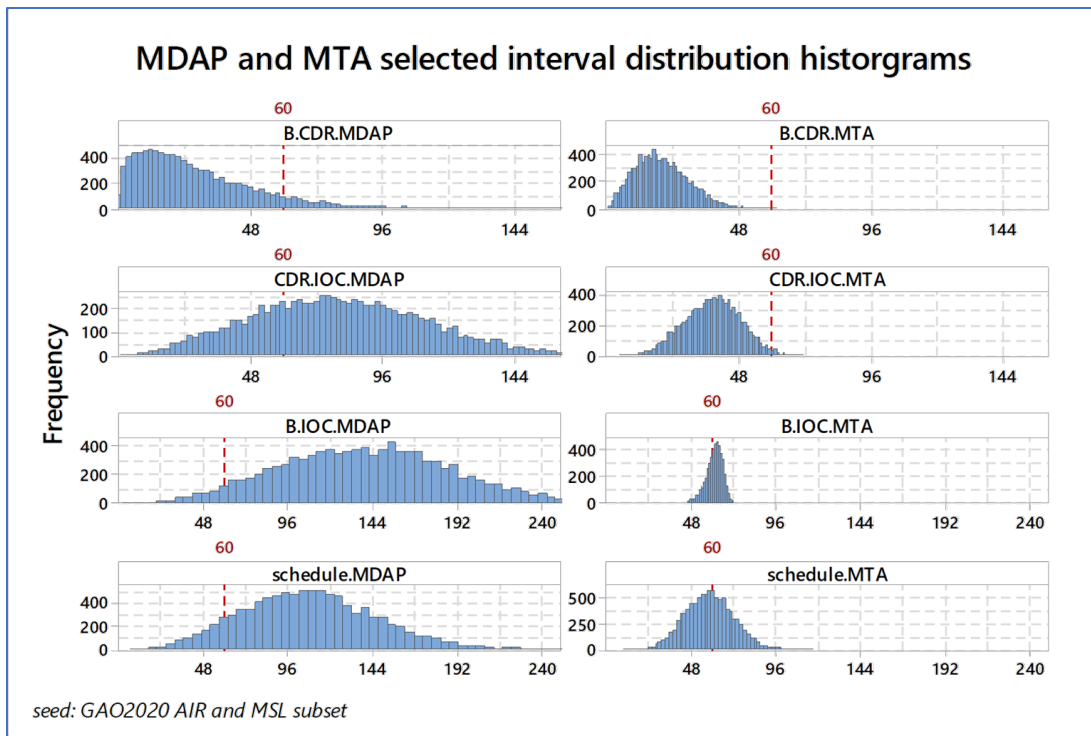 MDAP and MTA selected interval distribution historgrams
60 60
B.CDR.MDAP B.CDR.MTA
400 400
200 200
0 0
48 96 144 48 96 144
60 60
CDR.IOC.MDAP CDR.IOC.MTA
200 400
100 200
0 0
48 96 144 48 96 144
Frequency
60 60
B.IOC.MDAP B.IOC.MTA
400 400
200 200
0 0
48 96 144 192 240 48 96 144 192 240
60 60
schedule.MDAP schedule.MTA
400 500
200 250
0 0
48 96 144 192 240 48 96 144 192 240
seed: GAO2020 AIR and MSL subset